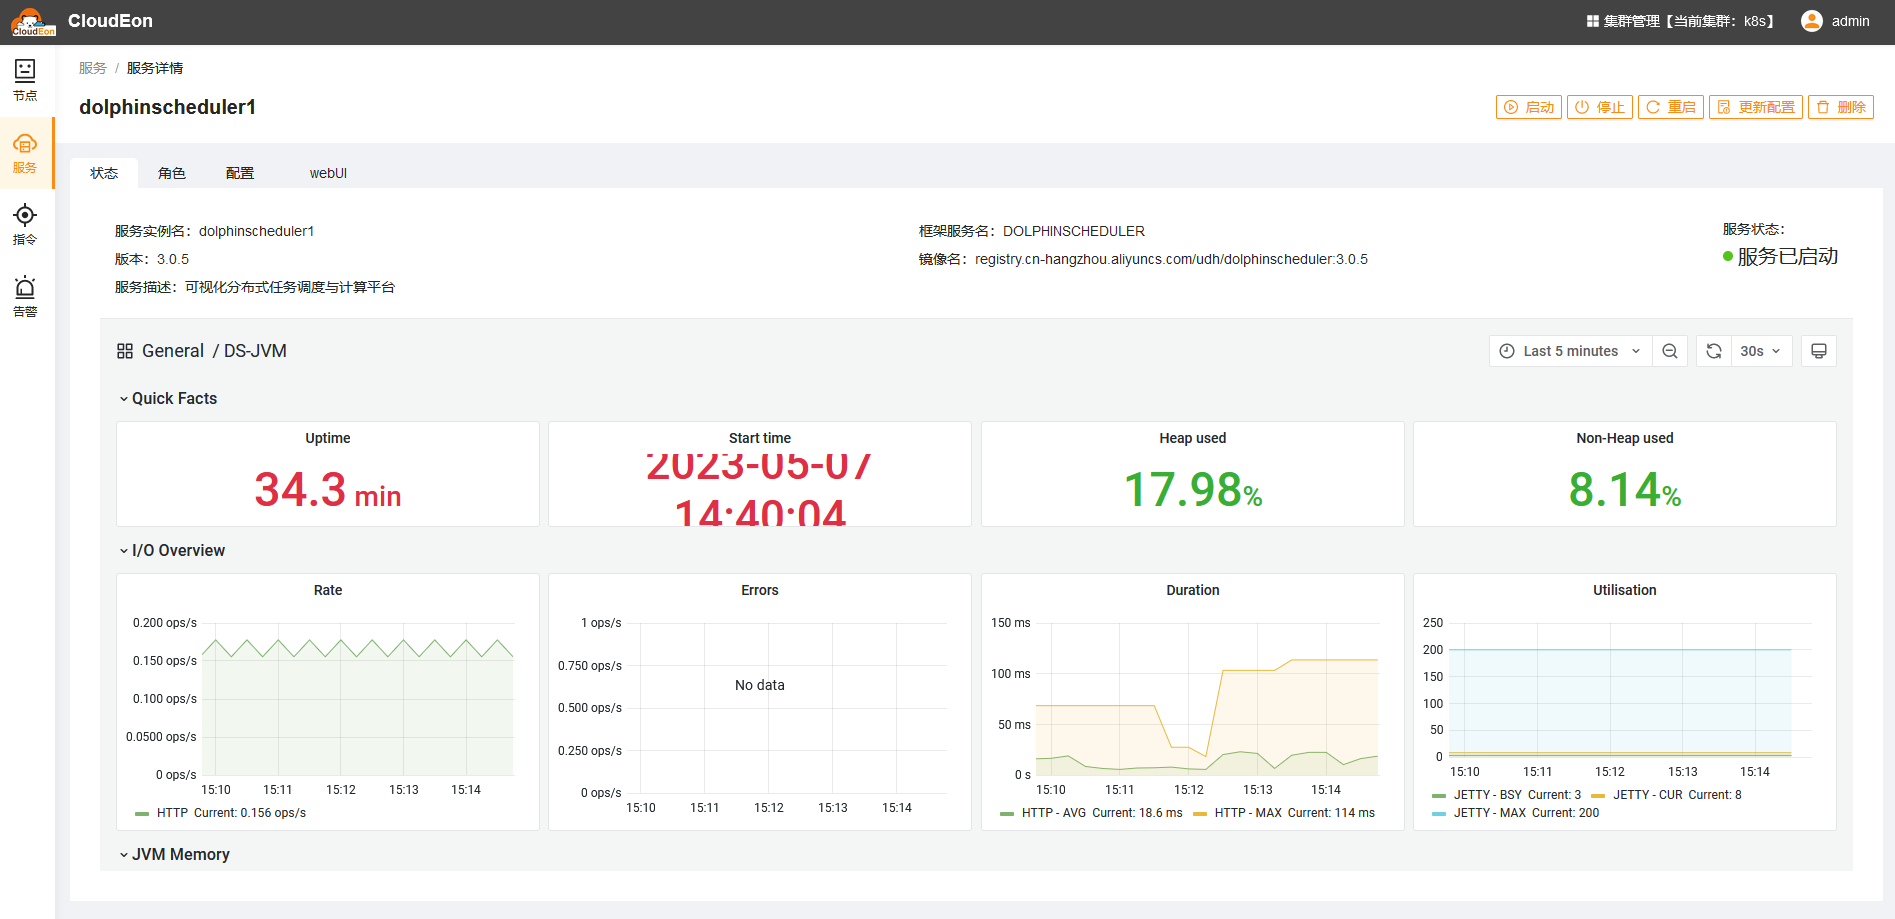 CloudEon
CloudEon
集群管理【当前集群：k8s】
admin
节点
服务
指令
告警
服务 / 服务详情
dolphinscheduler1
启动
停止
重启
更新配置
删除
状态
角色
配置
webUI
服务实例名：dolphinscheduler1
框架服务名：DOLPHINSCHEDULER
服务状态：
版本：3.0.5
镜像名：registry.cn-hangzhou.aliyuncs.com/udh/dolphinscheduler:3.0.5
服务已启动
服务描述：可视化分布式任务调度与计算平台
General / DS-JVM
Last 5 minutes
30s
Quick Facts
Uptime
34.3 min
Start time
2023-05-07
14:40:04
Heap used
17.98%
Non-Heap used
8.14%
I/O Overview
Rate
0.200 ops/s
0.150 ops/s
0.100 ops/s
0.0500 ops/s
0 ops/s
15:10 15:11 15:12 15:13 15:14
HTTP Current: 0.156 ops/s
Errors
1 ops/s
0.750 ops/s
No data
0.500 ops/s
0.250 ops/s
0 ops/s
15:10 15:11 15:12 15:13 15:14
Duration
150 ms
100 ms
50 ms
0 s
15:10 15:11 15:12 15:13 15:14
HTTP - AVG Current: 18.6 ms HTTP - MAX Current: 114 ms
Utilisation
250
200
150
100
50
0
15:10 15:11 15:12 15:13 15:14
JETTY - BSY Current: 3 JETTY - CUR Current: 8
JETTY - MAX Current: 200
JVM Memory